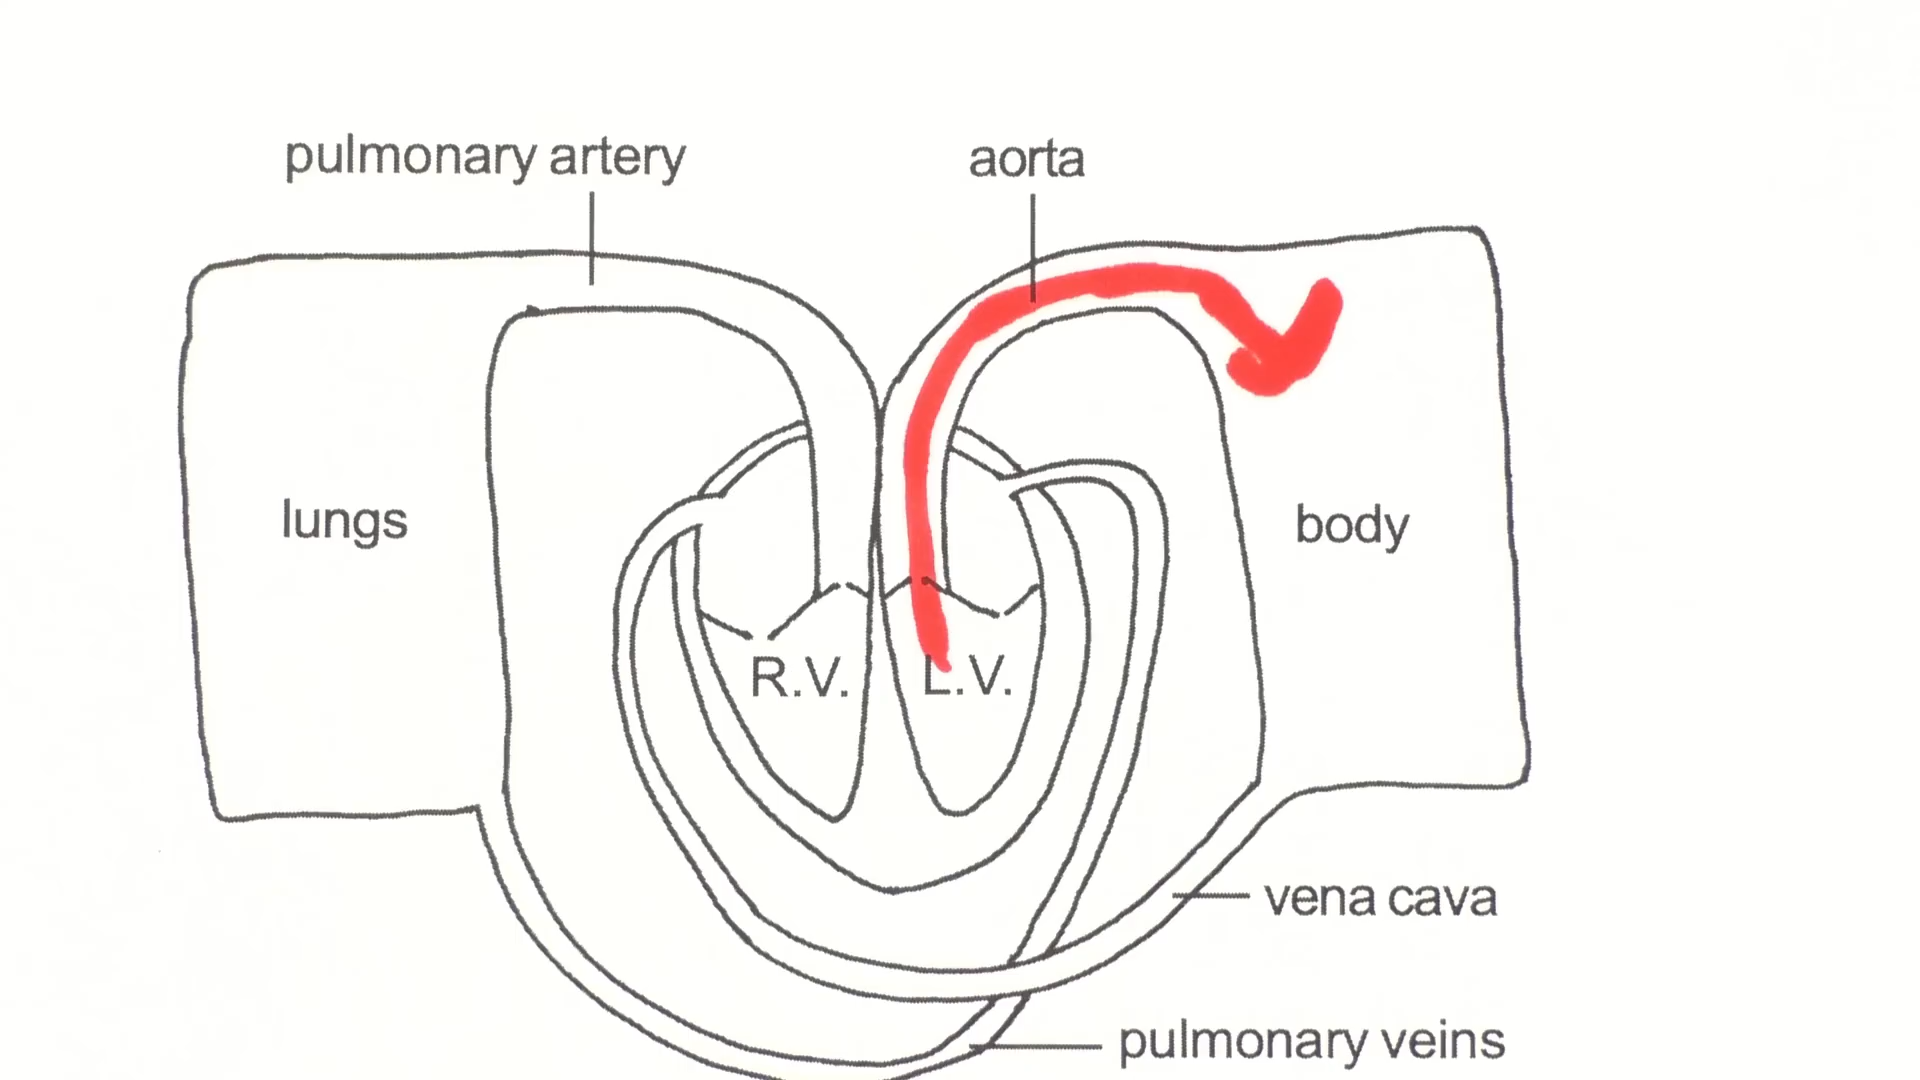 pulmonary artery
aorta
lungs
body
R.V.
L.V.
vena cava
pulmonary veins